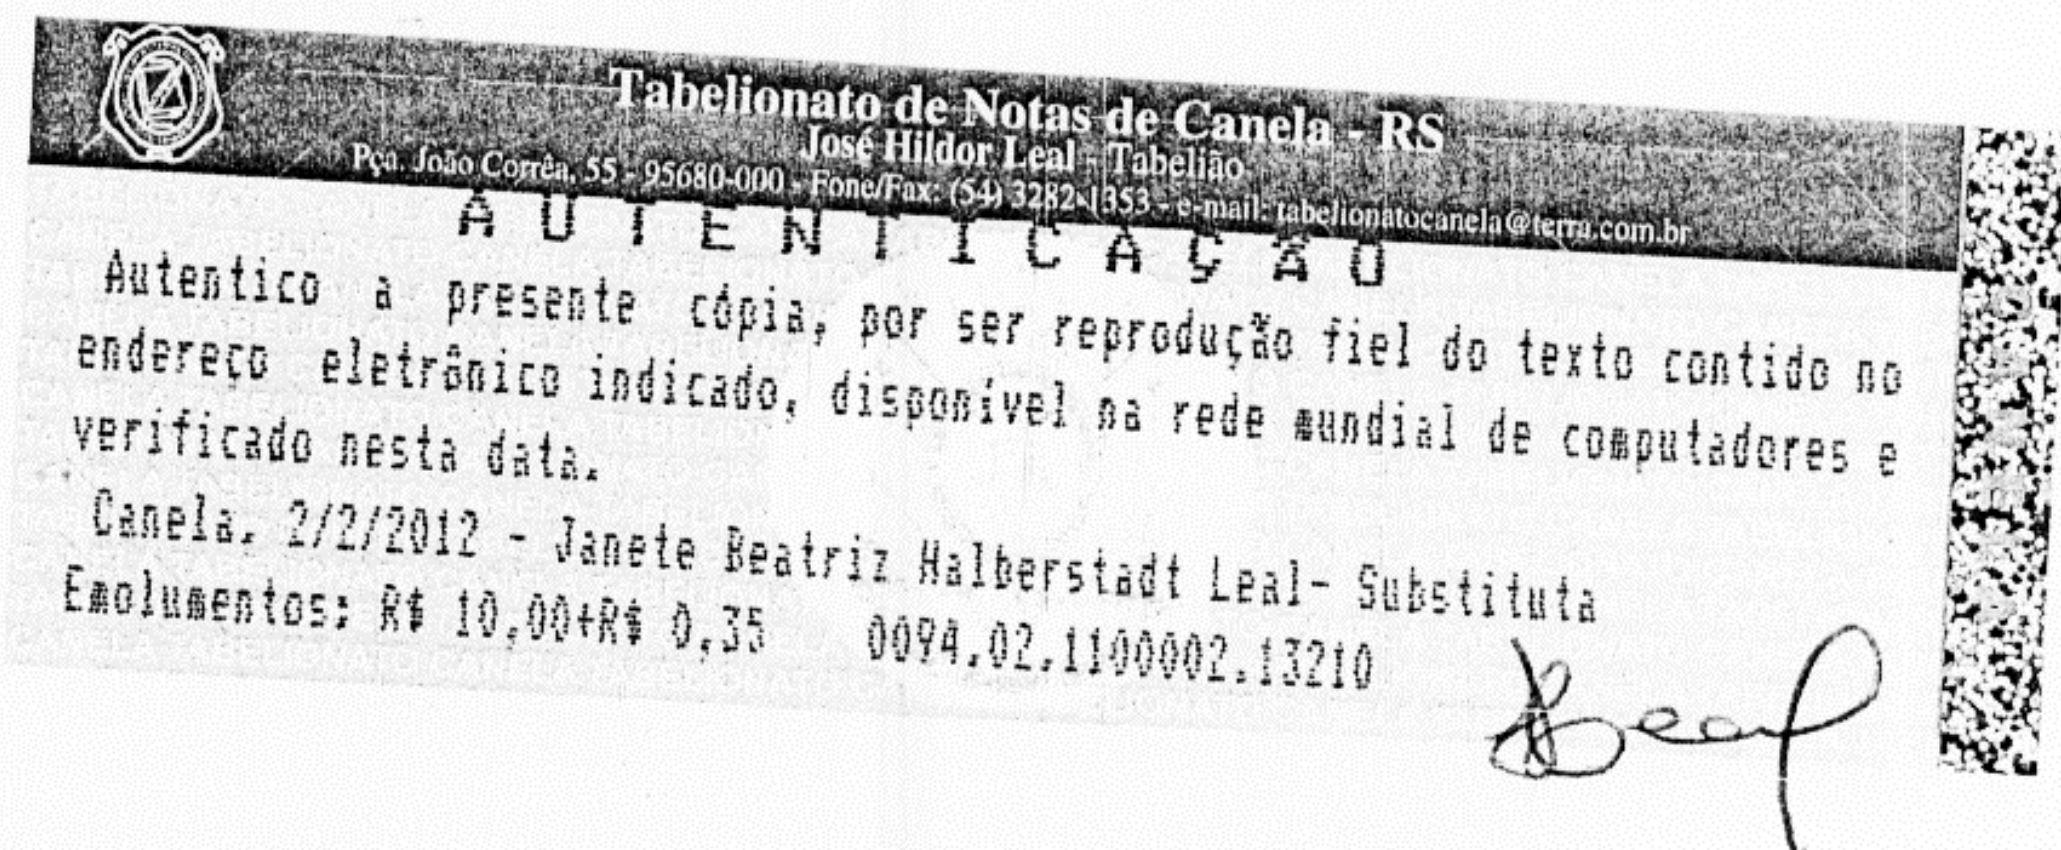 Tabelionato de Notas de Canela - RS
José Hildor Leal - Tabelião
Pça. João Corrêa, 55 - 95680-000 - Fone/Fax: (54) 3282-1353 - e-mail: tabelionatocanela@terra.com.br
AUTENTICAÇÃO
Autentico a presente cópia, por ser reprodução fiel do texto contido no
endereço eletrônico indicado, disponível na rede mundial de computadores e
verificado nesta data.
Canela, 2/2/2012 - Janete Beatriz Halberstadt Leal- Substituta
Emolumentos: R$ 10,00+R$ 0,35 0094.02.1100002.13210